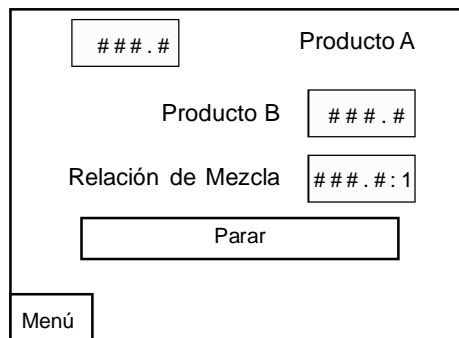 ###.# Producto A
Producto B ###.#
Relación de Mezcla ###.#:1
Parar
Menú